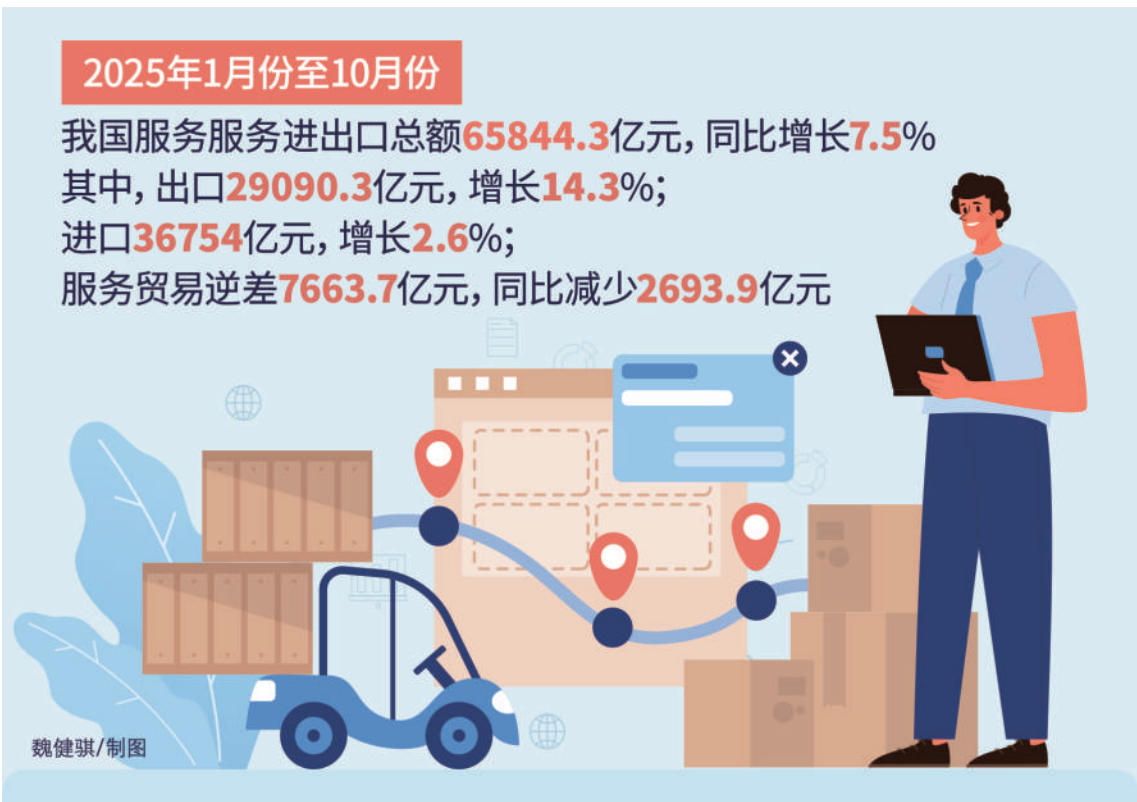 2025年1月份至10月份
我国服务服务进出口总额65844.3亿元，同比增长7.5%
其中，出口29090.3亿元，增长14.3%；
进口36754亿元，增长2.6%；
服务贸易逆差7663.7亿元，同比减少2693.9亿元
魏健骐/制图